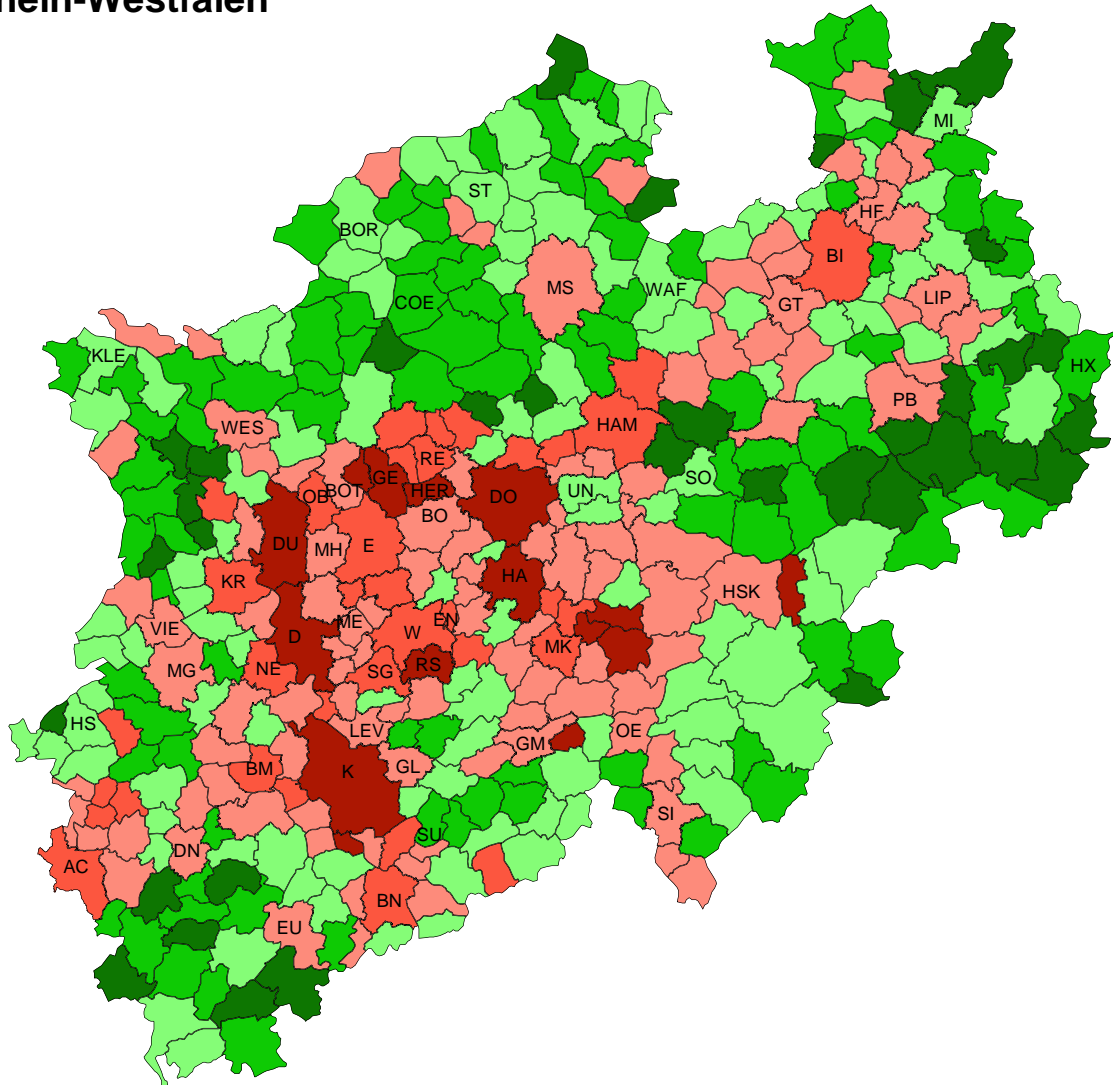 hein-Westfalen
MI
ST
HF
BOR
BI
MS
WAF
COE
GT
LIP
KLE
HX
PB
WES
HAM
RE
GE
SO
OB
BOT
HER
DO
UN
BO
DU
MH
E
HA
KR
HSK
ME
EN
VIE
W
D
MK
MG
NE
SG
RS
HS
LEV
OE
GM
BM
K
GL
SI
SU
DN
AC
BN
EU